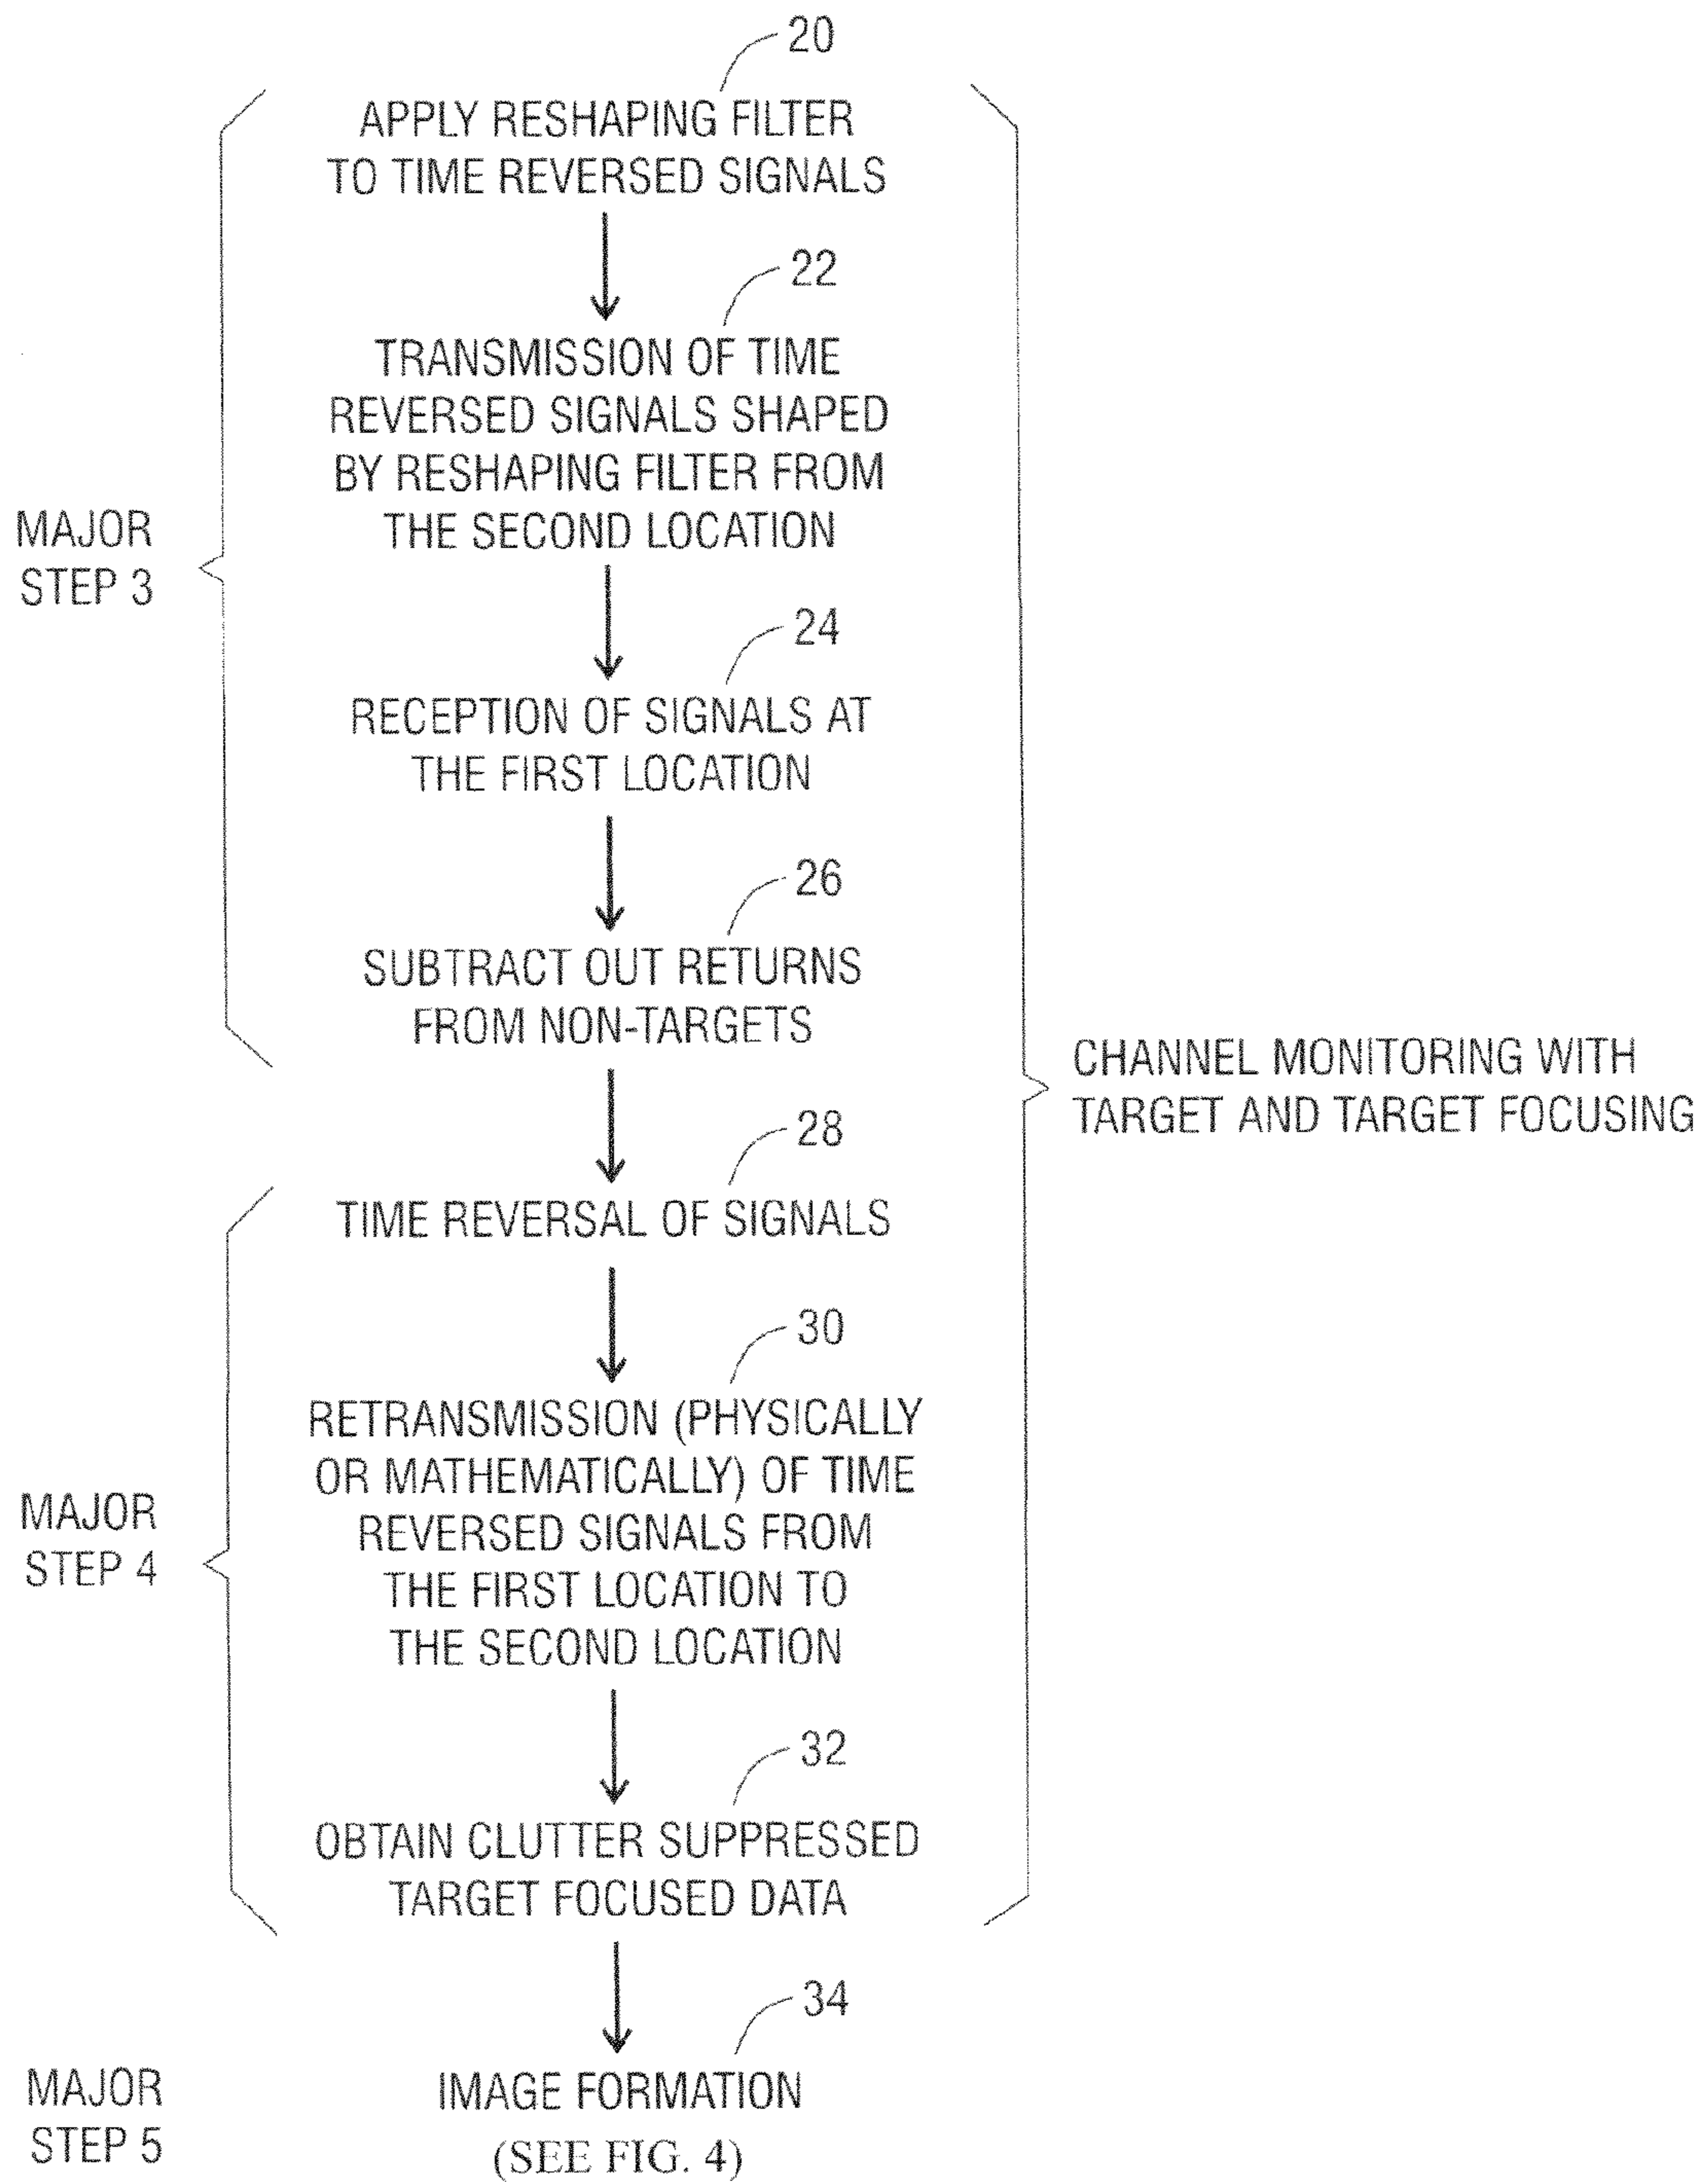 20
APPLY RESHAPING FILTER
TO TIME REVERSED SIGNALS
22
TRANSMISSION OF TIME
REVERSED SIGNALS SHAPED
BY RESHAPING FILTER FROM
THE SECOND LOCATION
MAJOR
STEP 3
24
RECEPTION OF SIGNALS AT
THE FIRST LOCATION
26
SUBTRACT OUT RETURNS
FROM NON-TARGETS
CHANNEL MONITORING WITH
TARGET AND TARGET FOCUSING
28
TIME REVERSAL OF SIGNALS
30
RETRANSMISSION (PHYSICALLY
OR MATHEMATICALLY) OF TIME
REVERSED SIGNALS FROM
THE FIRST LOCATION TO
THE SECOND LOCATION
MAJOR
STEP 4
32
OBTAIN CLUTTER SUPPRESSED
TARGET FOCUSED DATA
34
MAJOR
STEP 5
IMAGE FORMATION
(SEE FIG. 4)